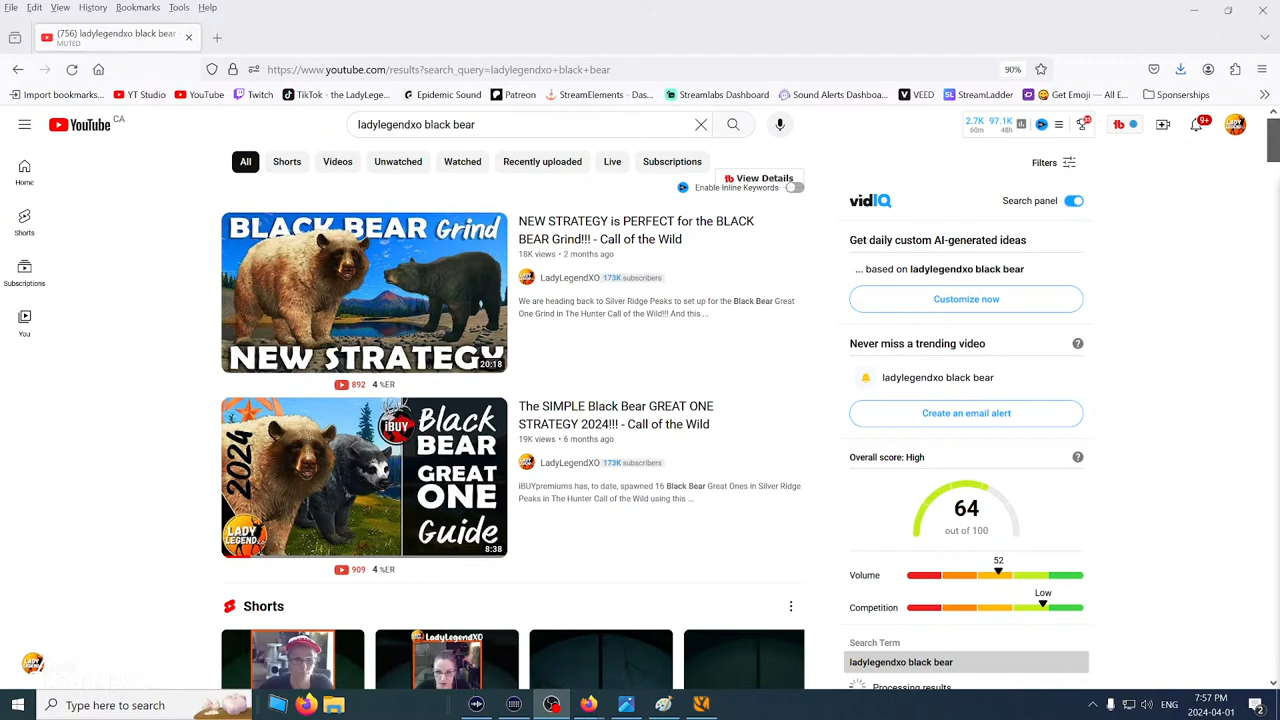 File Edit View History Bookmarks Tools Help
(756) ladylegendxo black bear
MUTED
https://www.youtube.com/results?search_query=ladylegendxo+black+bear
90%
Import bookmarks... YT Studio YouTube Twitch TikTok - the LadyLege... Epidemic Sound Patreon StreamElements - Das... Streamlabs Dashboard Sound Alerts Dashboa... VEED StreamLadder Get Emoji — All E... Sponserships
YouTube CA
ladylegendxo black bear
2.7K 97.1K
60m 48h
9+
All Shorts Videos Unwatched Watched Recently uploaded Live Subscriptions
Filters
View Details
Enable Inline Keywords
Home
Shorts
Subscriptions
You
BLACK BEAR Grind
NEW STRATEGY
20:18
NEW STRATEGY is PERFECT for the BLACK
BEAR Grind!!! - Call of the Wild
18K views • 2 months ago
LadyLegendXO 173K subscribers
We are heading back to Silver Ridge Peaks to set up for the Black Bear Great
One Grind in The Hunter Call of the Wild!!! And this ...
892 4 %ER
2024
iBUY
Black
BEAR
GREAT
ONE
Guide
LADY
LEGEND
8:38
The SIMPLE Black Bear GREAT ONE
STRATEGY 2024!!! - Call of the Wild
19K views • 6 months ago
LadyLegendXO 173K subscribers
iBUYpremiums has, to date, spawned 16 Black Bear Great Ones in Silver Ridge
Peaks in The Hunter Call of the Wild using this ...
909 4 %ER
Shorts
LadyLegendXO
vidIQ
Search panel
Get daily custom AI-generated ideas
... based on ladylegendxo black bear
Customize now
Never miss a trending video
ladylegendxo black bear
Create an email alert
Overall score: High
64
out of 100
52
Volume
Low
Competition
Search Term
ladylegendxo black bear
Processing results
Type here to search
ENG
7:57 PM
2024-04-01
2